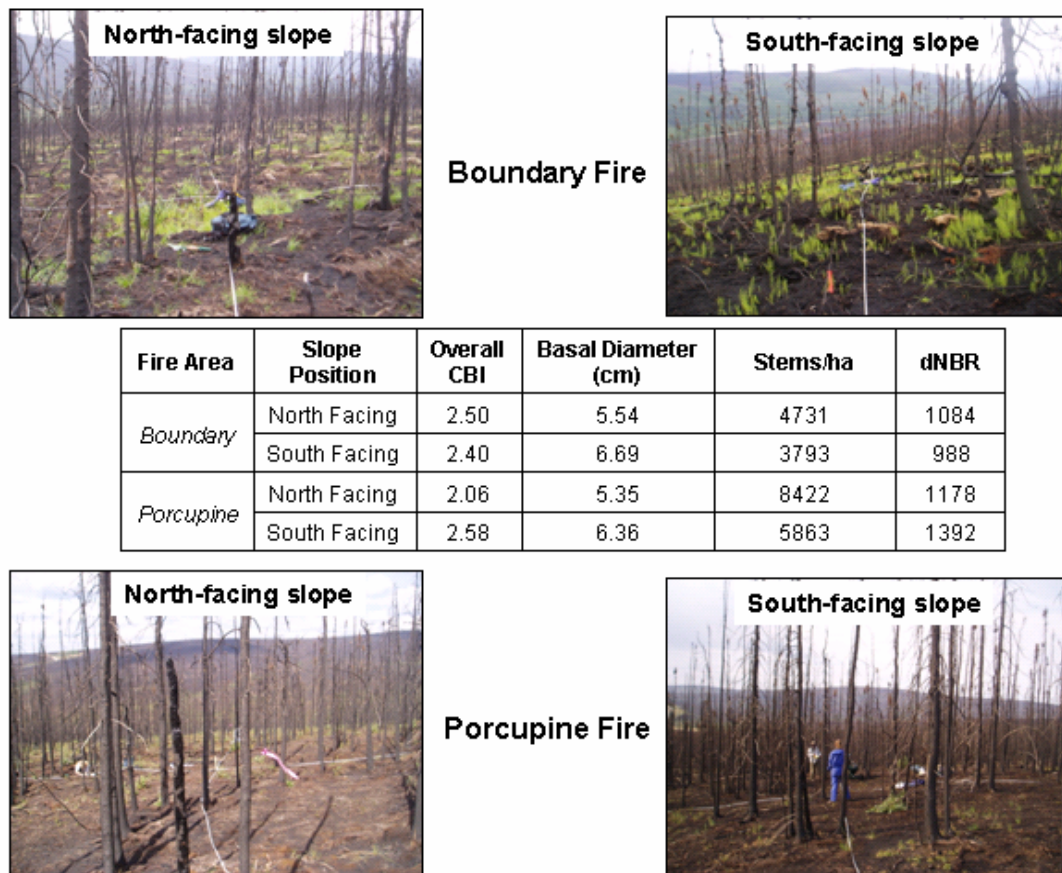 North-facing slope
South-facing slope
Boundary Fire
Fire Area Slope Position Overall CBI Basal Diameter (cm) Stems/ha dNBR
Boundary North Facing 2.50 5.54 4731 1084
South Facing 2.40 6.69 3793 988
Porcupine North Facing 2.06 5.35 8422 1178
South Facing 2.58 6.36 5863 1392
North-facing slope
South-facing slope
Porcupine Fire